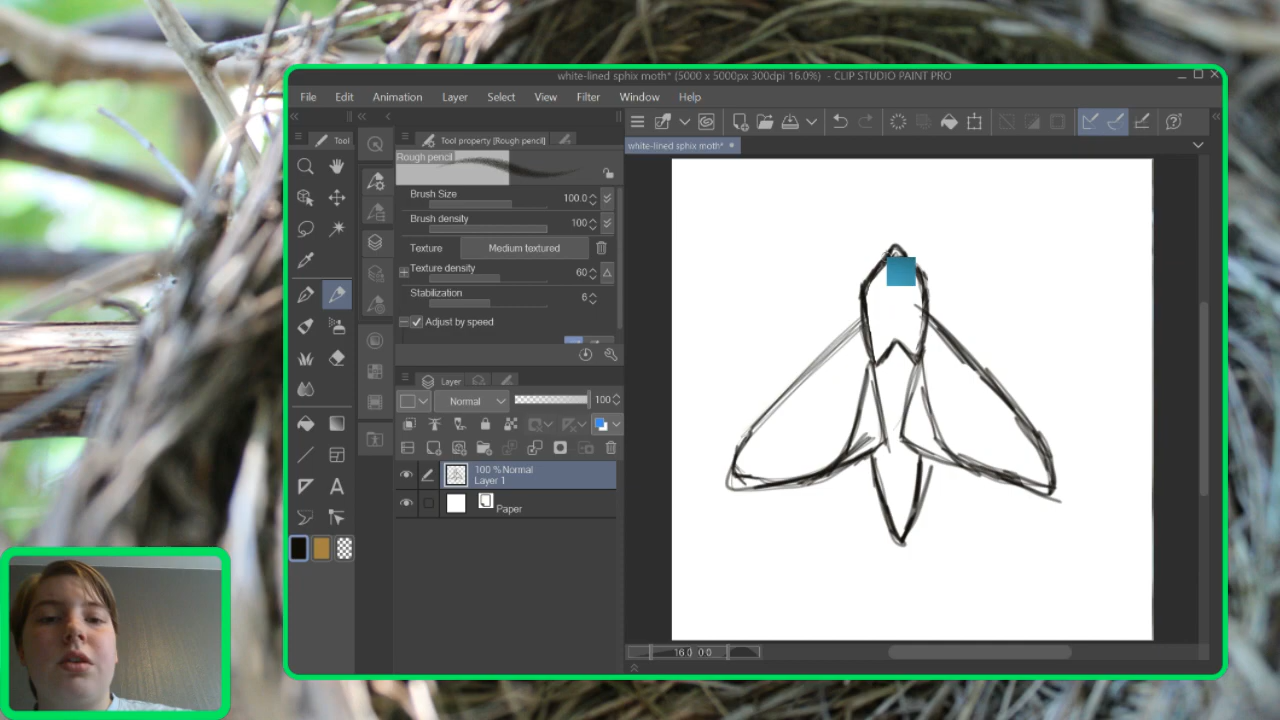 white-lined sphix moth* (5000 x 5000px 300dpi 16.0%) - CLIP STUDIO PAINT PRO
File Edit Animation Layer Select View Filter Window Help
Tool
Tool property [Rough pencil]
white-lined sphix moth*
Rough pencil
Brush Size 100.0
Brush density 100
Texture Medium textured
Texture density 60
Stabilization 6
Adjust by speed
Layer
Normal 100
100 % Normal
Layer 1
Paper
A
16.0 0.0